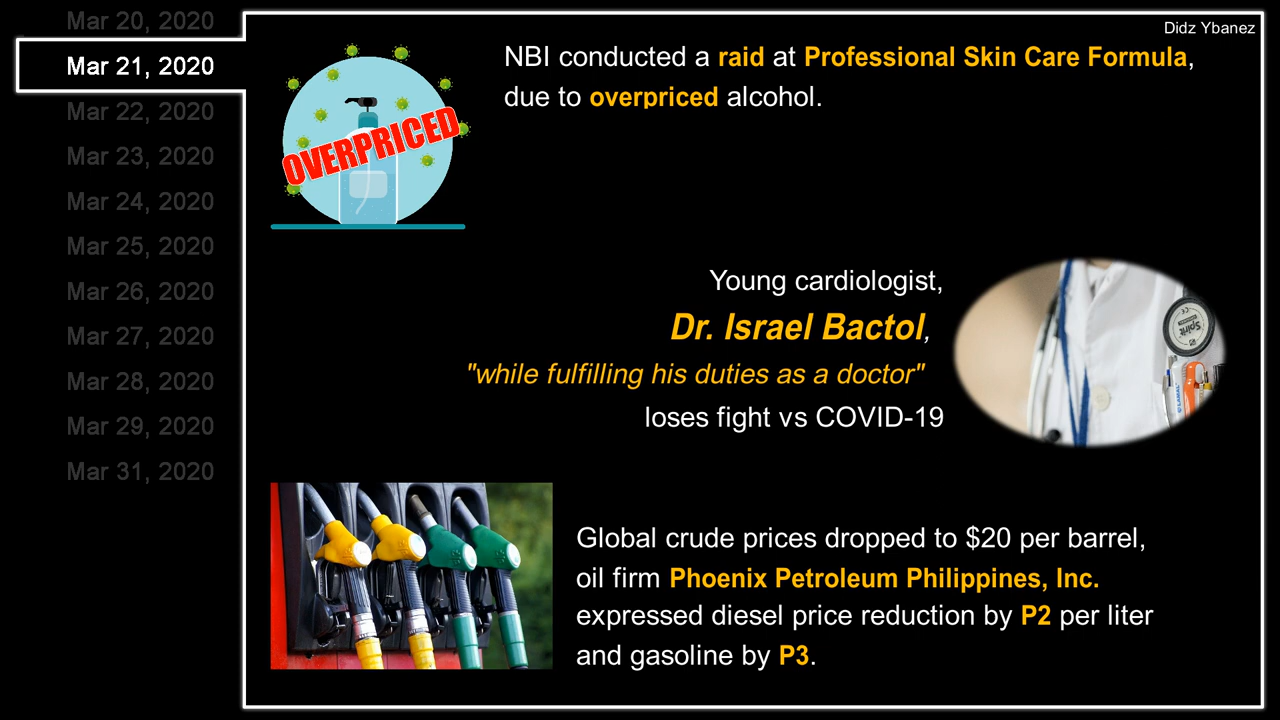 Mar 20, 2020
Mar 21, 2020
Mar 22, 2020
Mar 23, 2020
Mar 24, 2020
Mar 25, 2020
Mar 26, 2020
Mar 27, 2020
Mar 28, 2020
Mar 29, 2020
Mar 31, 2020
Didz Ybanez
NBI conducted a raid at Professional Skin Care Formula,
due to overpriced alcohol.
OVERPRICED
Young cardiologist,
Dr. Israel Bactol,
"while fulfilling his duties as a doctor"
loses fight vs COVID-19
Spirit
Global crude prices dropped to $20 per barrel,
oil firm Phoenix Petroleum Philippines, Inc.
expressed diesel price reduction by P2 per liter
and gasoline by P3.